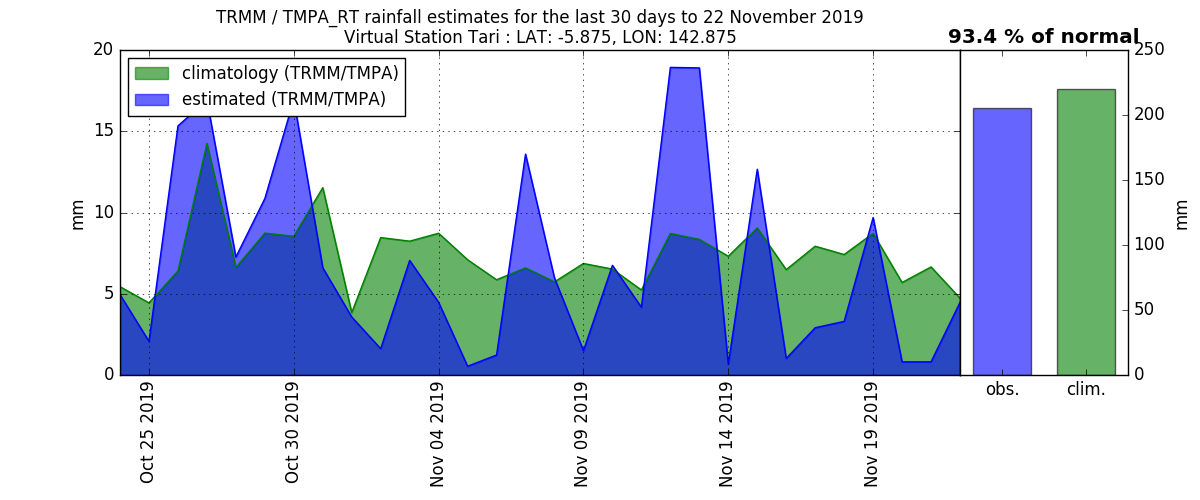 TRMM / TMPA_RT rainfall estimates for the last 30 days to 22 November 2019
Virtual Station Tari : LAT: -5.875, LON: 142.875
93.4 % of normal
climatology (TRMM/TMPA)
estimated (TRMM/TMPA)
20
15
10
5
0
mm
250
200
150
100
50
0
mm
obs.
clim.
Oct 25 2019
Oct 30 2019
Nov 04 2019
Nov 09 2019
Nov 14 2019
Nov 19 2019